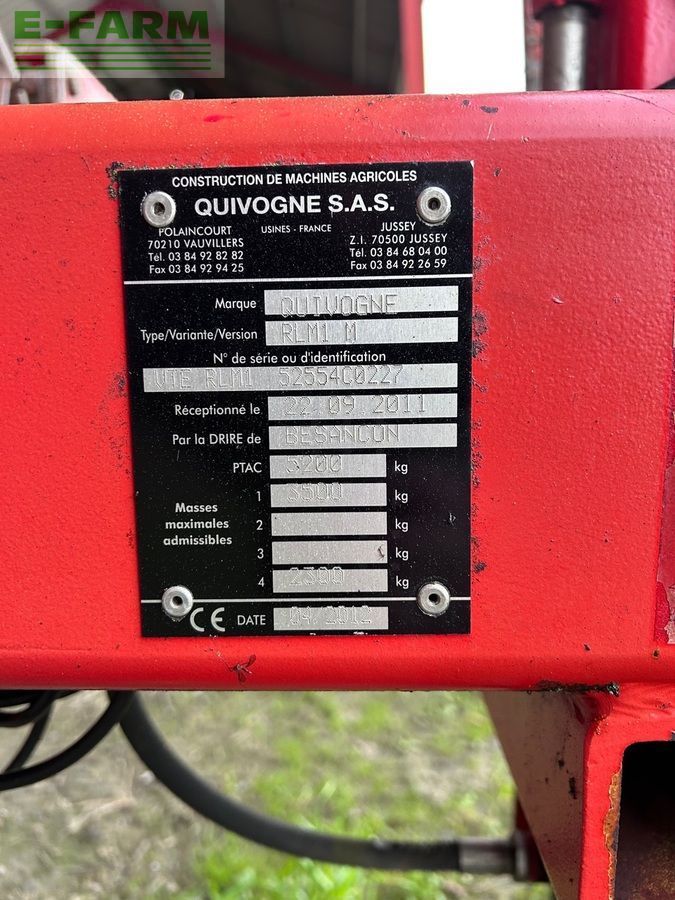 E-FARM
CONSTRUCTION DE MACHINES AGRICOLES
QUIVOGNE S.A.S.
POLAINCOURT USINES - FRANCE JUSSEY
70210 VAUVILLERS Z.I. 70500 JUSSEY
Tél. 03 84 92 82 82 Tél. 03 84 68 04 00
Fax 03 84 92 94 25 Fax 03 84 92 26 59
Marque QUIVOGNE
Type/Variante/Version RLM1 M
N° de série ou d'identification
VTE RLM1 52554C0227
Réceptionné le 22 09 2011
Par la DRIRE de BESANCON
PTAC 5200 kg
Masses maximales admissibles
1 3500 kg
2 kg
3 kg
4 2300 kg
CE DATE 04/2012